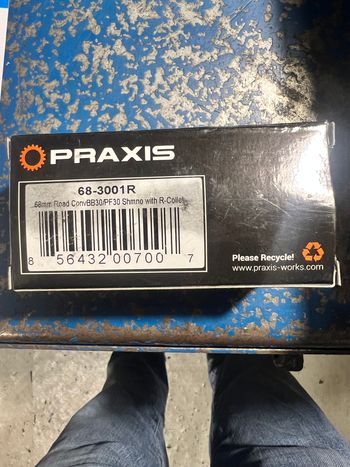 PRAXIS
68-3001R
68mm Road ConvBB30/PF30 Shmno with R-Collet
8 56432 00700 7
Please Recycle!
www.praxis-works.com